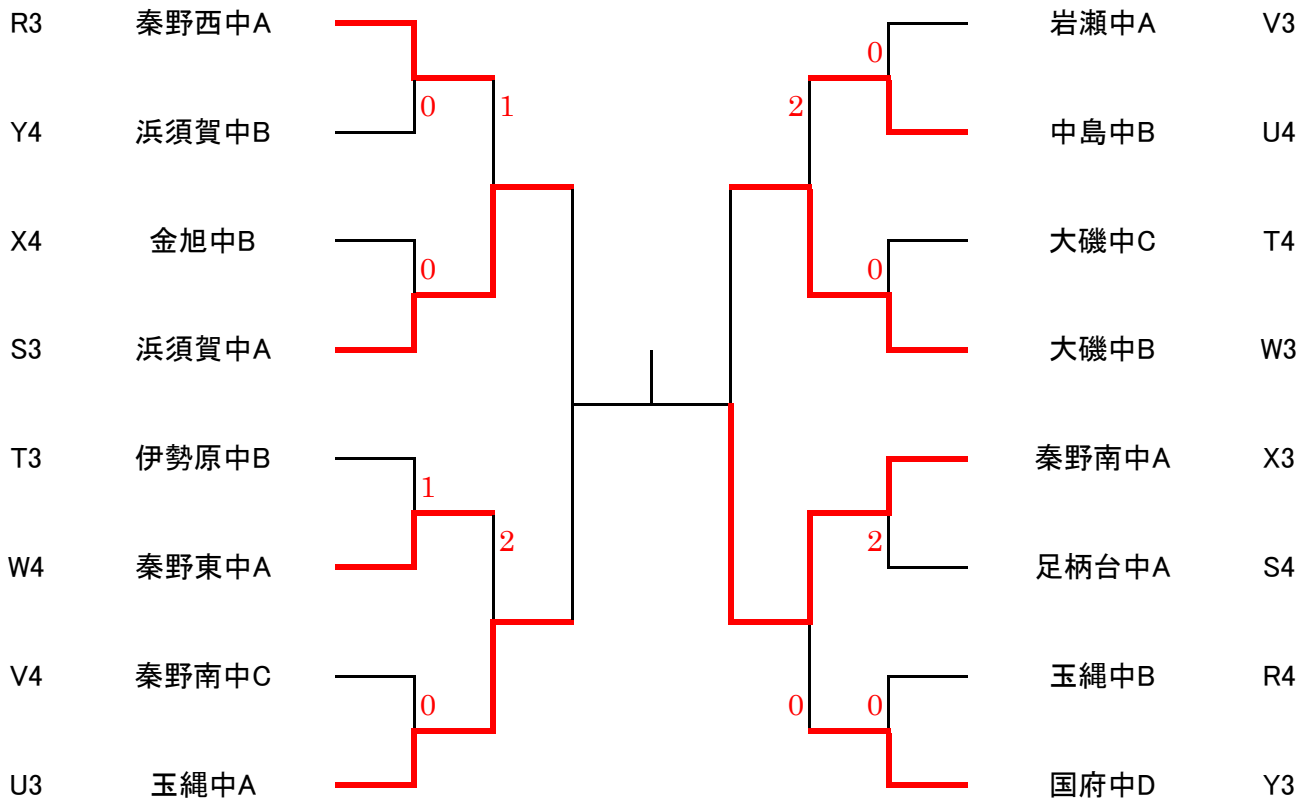 R3 秦野西中A 岩瀬中A V3
0
0 1 2
Y4 浜須賀中B 中島中B U4
X4 金旭中B 大磯中C T4
0 0
S3 浜須賀中A 大磯中B W3
T3 伊勢原中B 秦野南中A X3
1
2 2
W4 秦野東中A 足柄台中A S4
V4 秦野南中C 玉縄中B R4
0 0 0
U3 玉縄中A 国府中D Y3